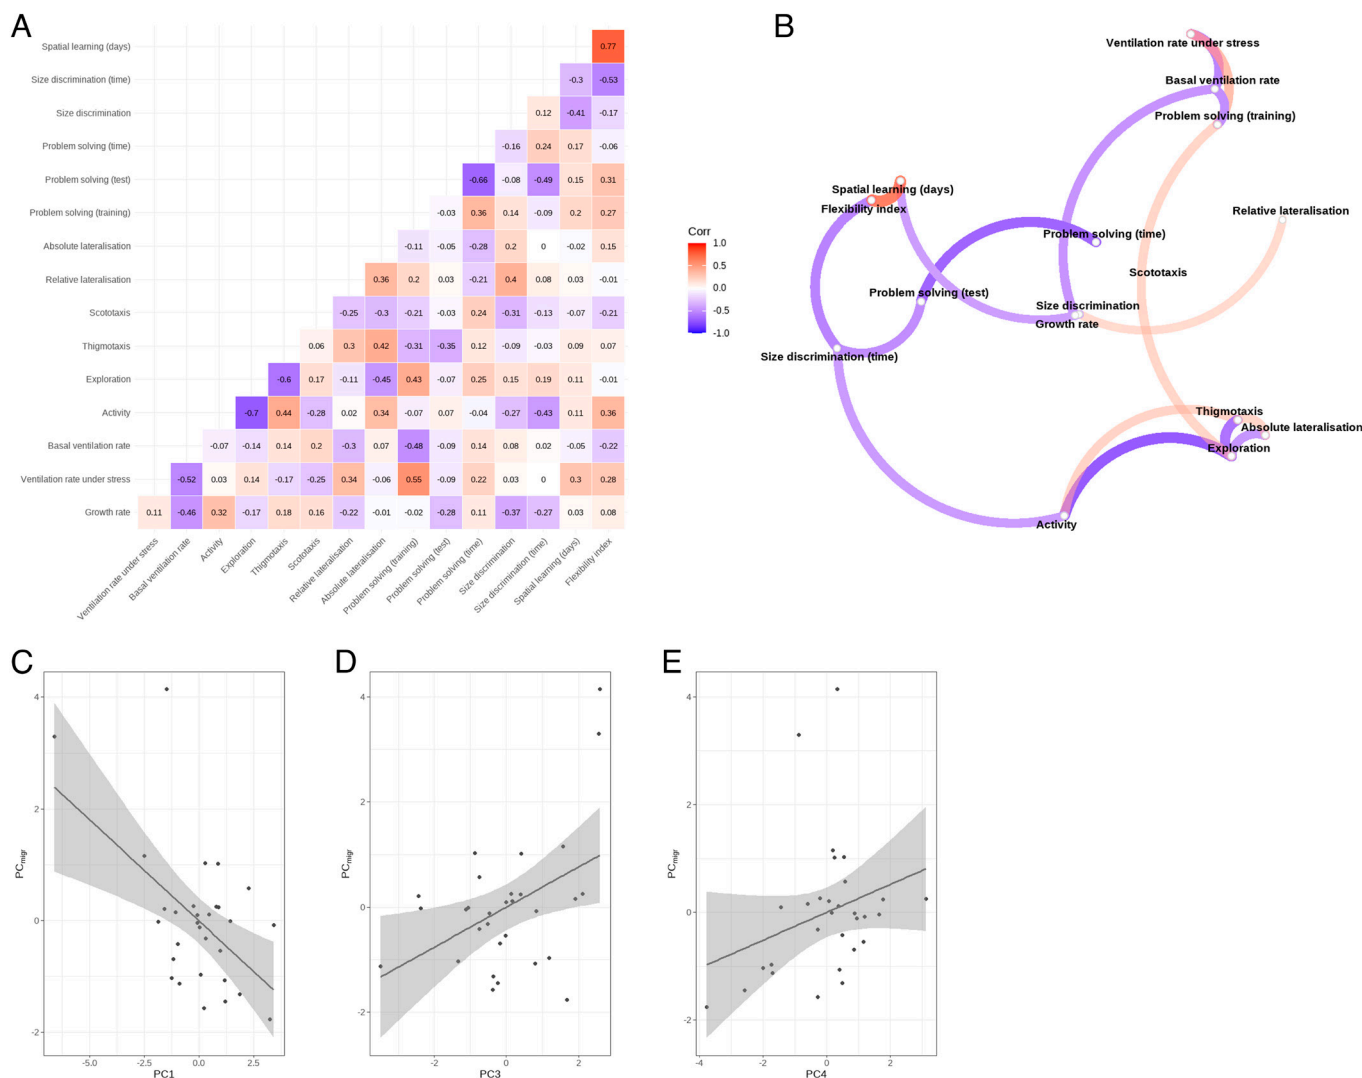 A
Spatial learning (days)
0.77
Size discrimination (time)
-0.3 -0.53
Size discrimination
0.12 -0.41 -0.17
Problem solving (time)
-0.16 0.24 0.17 -0.06
Problem solving (test)
-0.66 -0.08 -0.49 0.15 0.31
Problem solving (training)
-0.03 0.36 0.14 -0.09 0.2 0.27
Absolute lateralisation
-0.11 -0.05 -0.28 0.2 0 -0.02 0.15
Relative lateralisation
0.36 0.2 0.03 -0.21 0.4 0.08 0.03 -0.01
Scototaxis
-0.25 -0.3 -0.21 -0.03 0.24 -0.31 -0.13 -0.07 -0.21
Thigmotaxis
0.06 0.3 0.42 -0.31 -0.35 0.12 -0.09 -0.03 0.09 0.07
Exploration
-0.6 0.17 -0.11 -0.45 0.43 -0.07 0.25 0.15 0.19 0.11 -0.01
Activity
-0.7 0.44 -0.28 0.02 0.34 -0.07 0.07 -0.04 -0.27 -0.43 0.11 0.36
Basal ventilation rate
-0.07 -0.14 0.14 0.2 -0.3 0.07 -0.48 -0.09 0.14 0.08 0.02 -0.05 -0.22
Ventilation rate under stress
-0.52 0.03 0.14 -0.17 -0.25 0.34 -0.06 0.55 -0.09 0.22 0.03 0 0.3 0.28
Growth rate
0.11 -0.46 0.32 -0.17 0.18 0.16 -0.22 -0.01 -0.02 -0.28 0.11 -0.37 -0.27 0.03 0.08
Ventilation rate under stress
Basal ventilation rate
Activity
Exploration
Thigmotaxis
Scototaxis
Relative lateralisation
Absolute lateralisation
Problem solving (training)
Problem solving (test)
Problem solving (time)
Size discrimination
Size discrimination (time)
Spatial learning (days)
Flexibility index
Corr
1.0
0.5
0.0
-0.5
-1.0
B
Ventilation rate under stress
Basal ventilation rate
Problem solving (training)
Spatial learning (days)
Flexibility index
Relative lateralisation
Problem solving (time)
Scototaxis
Problem solving (test)
Size discrimination
Growth rate
Size discrimination (time)
Thigmotaxis
Absolute lateralisation
Exploration
Activity
C
4
2
0
-2
PCmigr
-5.0 -2.5 0.0 2.5
PC1
D
4
2
0
-2
PCmigr
-2 0 2
PC3
E
4
2
0
-2
PCmigr
-4 -2 0 2
PC4